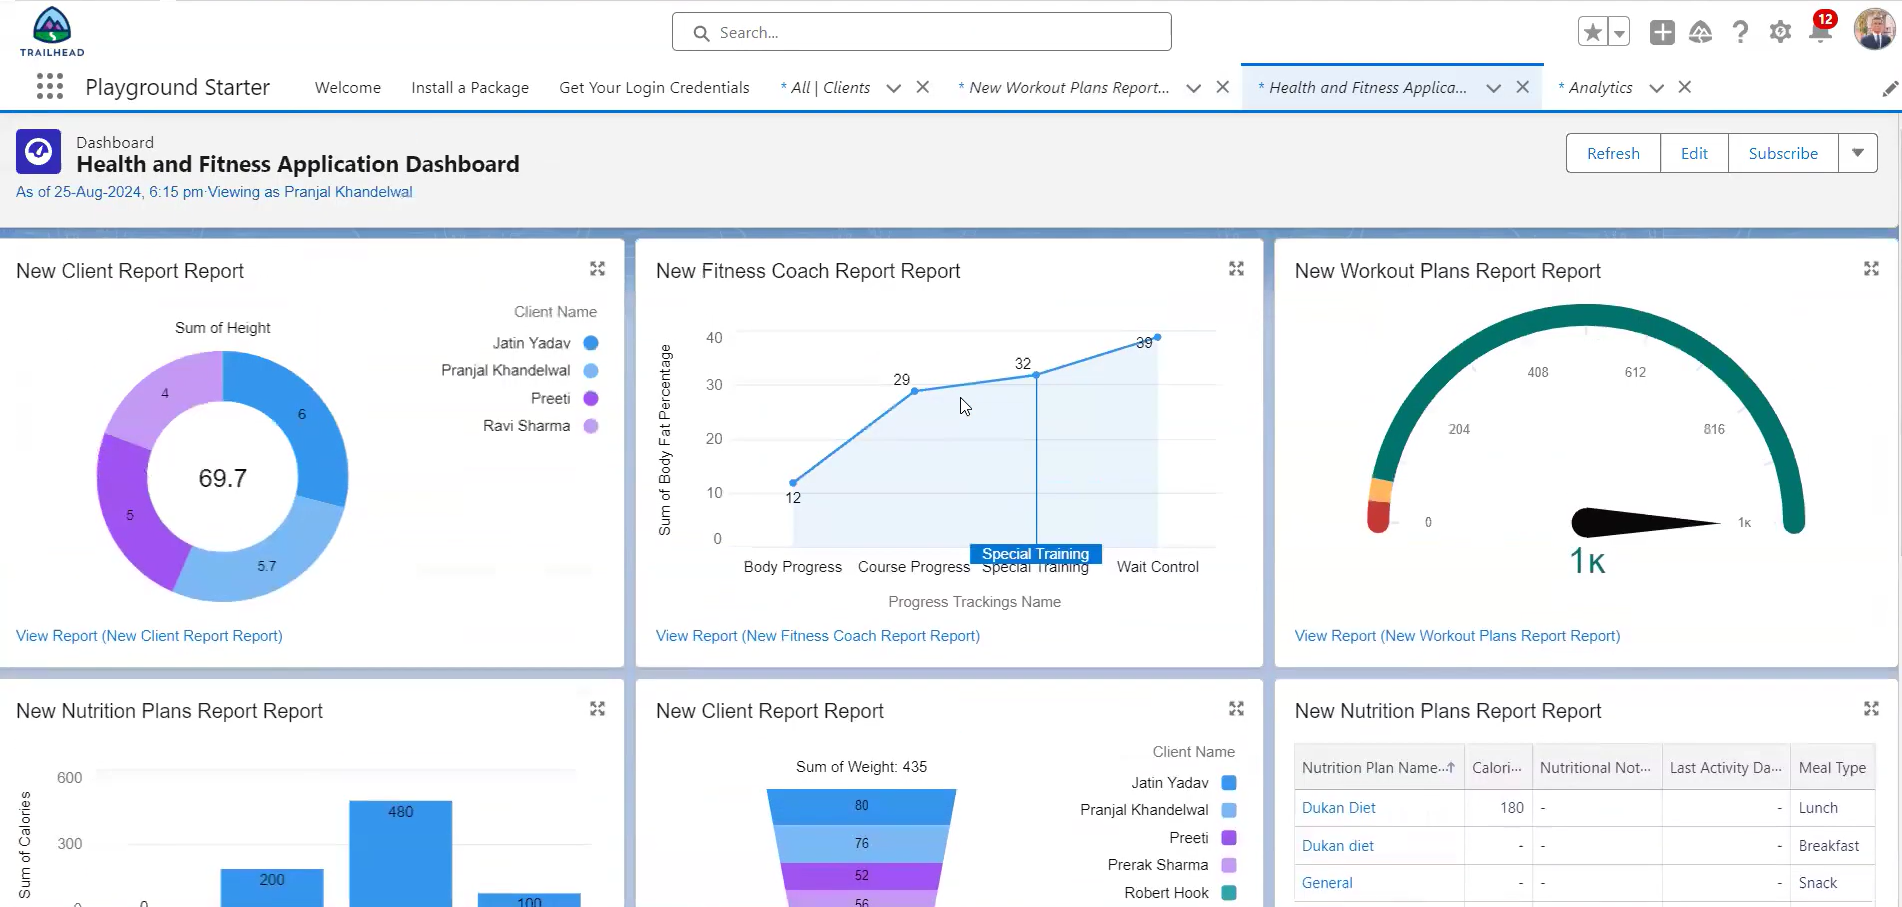 TRAILHEAD
Search...
12
Playground Starter
Welcome
Install a Package
Get Your Login Credentials
* All | Clients
* New Workout Plans Report...
* Health and Fitness Applica...
* Analytics
Dashboard
Health and Fitness Application Dashboard
As of 25-Aug-2024, 6:15 pm·Viewing as Pranjal Khandelwal
Refresh
Edit
Subscribe
New Client Report Report
Sum of Height
Client Name
Jatin Yadav
Pranjal Khandelwal
Preeti
Ravi Sharma
4
6
69.7
5
5.7
View Report (New Client Report Report)
New Fitness Coach Report Report
Sum of Body Fat Percentage
40
30
20
10
0
12
29
32
39
Special Training
Body Progress
Course Progress
Special Training
Wait Control
Progress Trackings Name
View Report (New Fitness Coach Report Report)
New Workout Plans Report Report
408
612
204
816
0
1K
1K
View Report (New Workout Plans Report Report)
New Nutrition Plans Report Report
Sum of Calories
600
300
0
0
200
480
100
New Client Report Report
Sum of Weight: 435
Client Name
Jatin Yadav
Pranjal Khandelwal
Preeti
Prerak Sharma
Robert Hook
80
76
52
56
New Nutrition Plans Report Report
Nutrition Plan Name... Calori... Nutritional Not... Last Activity Da... Meal Type
Dukan Diet 180 - - Lunch
Dukan diet - - - Breakfast
General - - - Snack